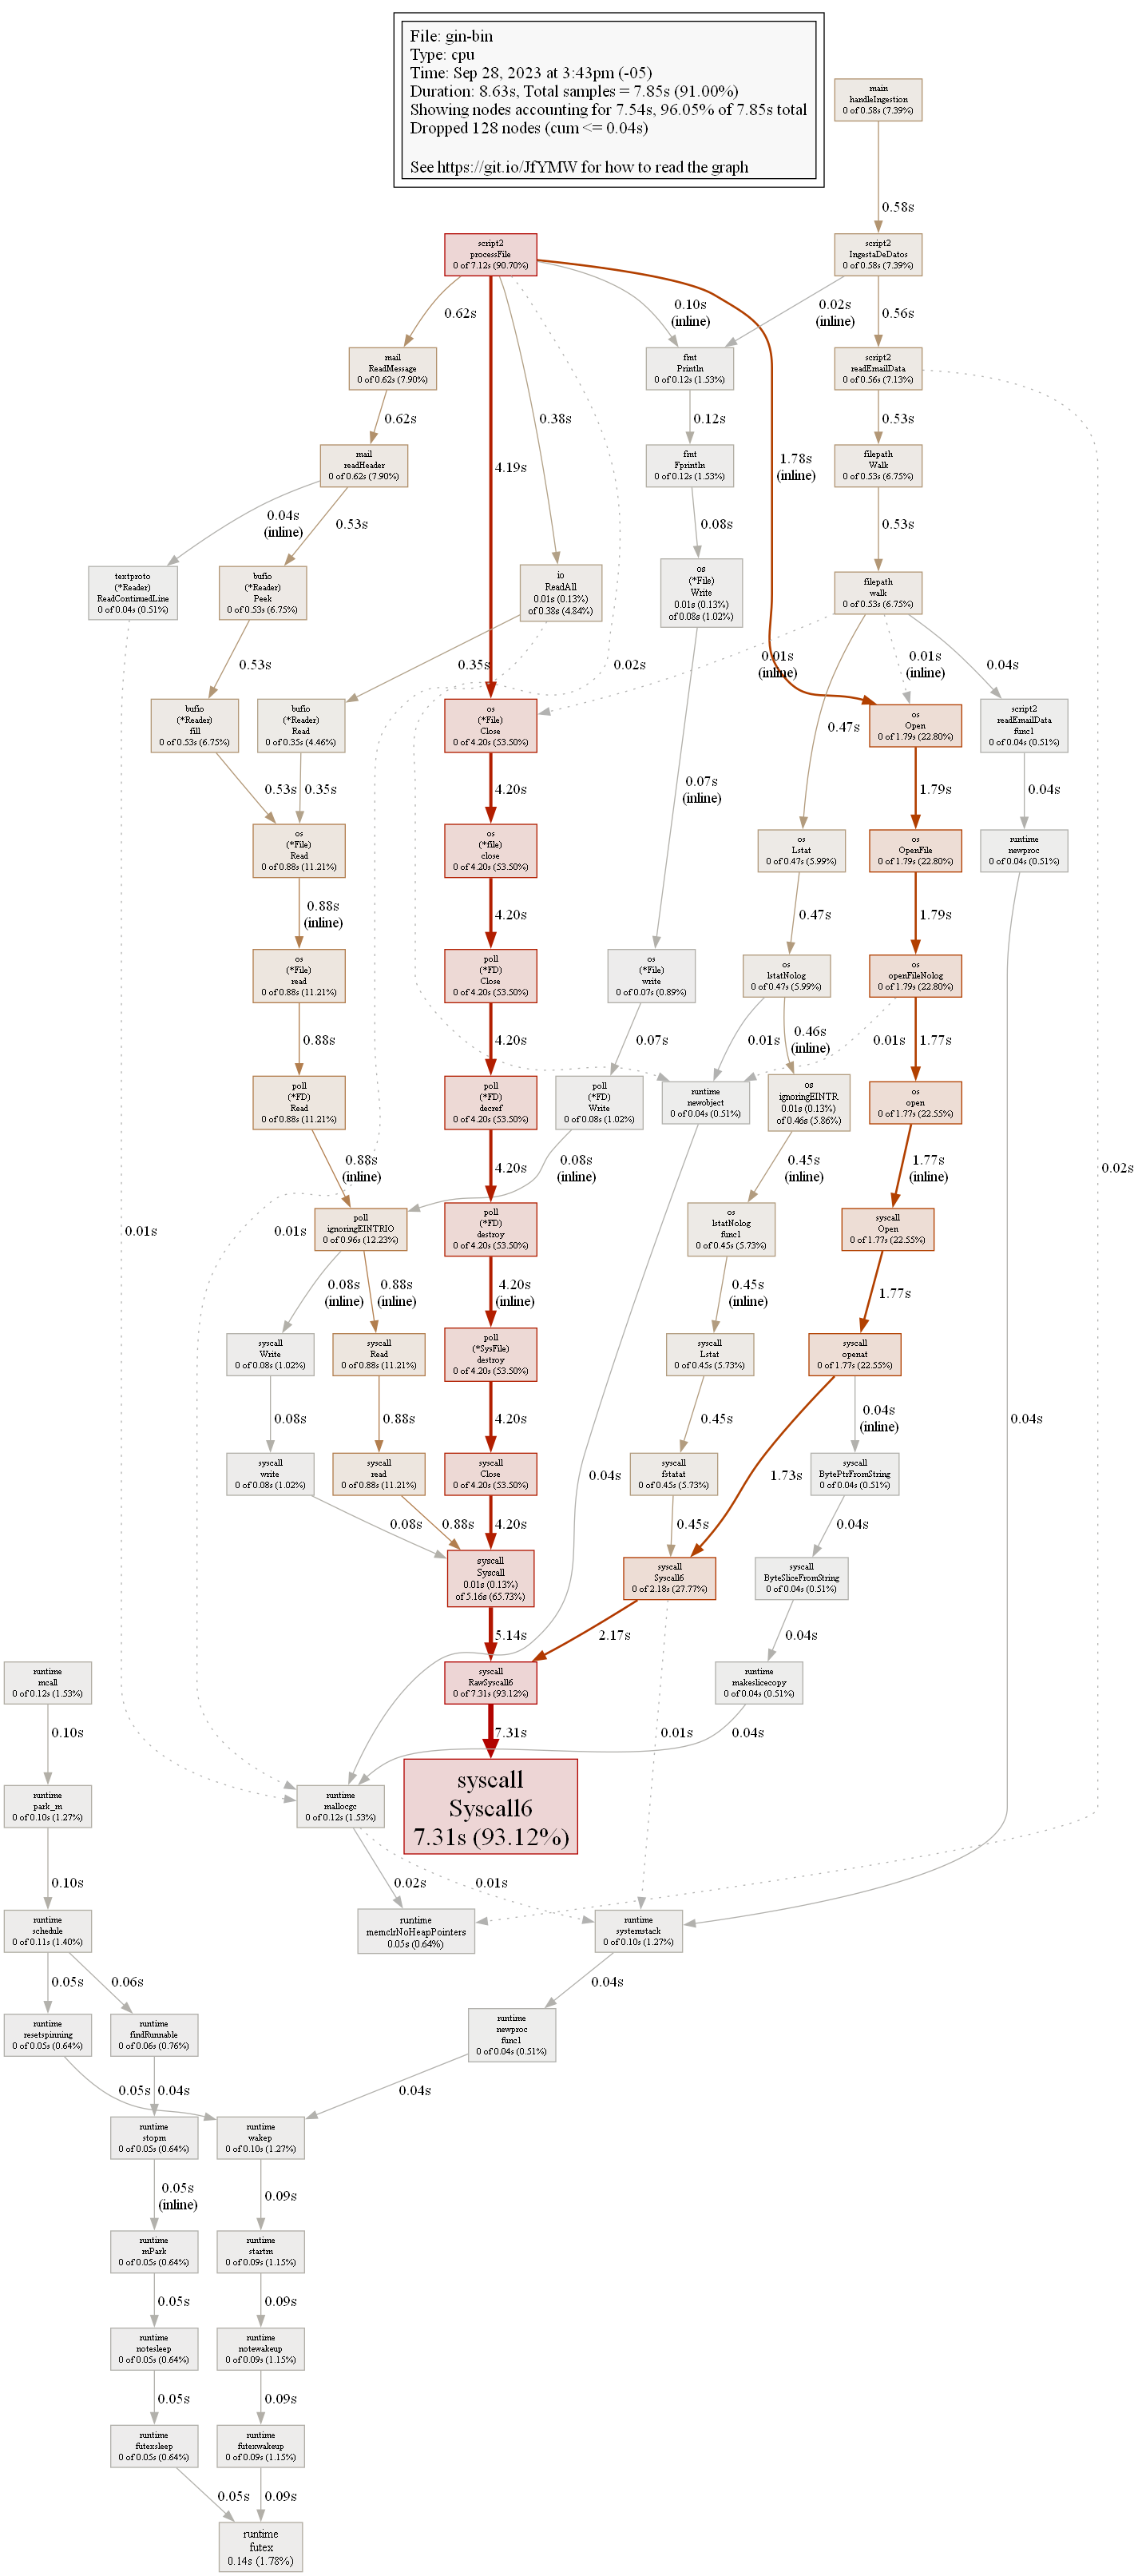 File: gin-bin
Type: cpu
Time: Sep 28, 2023 at 3:43pm (-05)
Duration: 8.63s, Total samples = 7.85s (91.00%)
Showing nodes accounting for 7.54s, 96.05% of 7.85s total
Dropped 128 nodes (cum <= 0.04s)
See https://git.io/JfYMW for how to read the graph
main
handleIngestion
0 of 0.58s (7.39%)
0.58s
script2
processFile
0 of 7.12s (90.70%)
script2
IngestaDeDatos
0 of 0.58s (7.39%)
0.62s
0.10s
(inline)
0.02s
(inline)
0.56s
mail
ReadMessage
0 of 0.62s (7.90%)
fmt
Println
0 of 0.12s (1.53%)
script2
readEmailData
0 of 0.56s (7.13%)
0.62s
0.38s
0.12s
0.53s
mail
readHeader
0 of 0.62s (7.90%)
4.19s
fmt
Fprintln
0 of 0.12s (1.53%)
1.78s
(inline)
filepath
Walk
0 of 0.53s (6.75%)
0.04s
(inline)
0.53s
0.08s
0.53s
textproto
(*Reader)
ReadContinuedLine
0 of 0.04s (0.51%)
bufio
(*Reader)
Peek
0 of 0.53s (6.75%)
io
ReadAll
0.01s (0.13%)
of 0.38s (4.84%)
os
(*File)
Write
0.01s (0.13%)
of 0.08s (1.02%)
filepath
walk
0 of 0.53s (6.75%)
0.53s
0.35s
0.02s
0.01s
(inline)
0.01s
(inline)
0.04s
bufio
(*Reader)
fill
0 of 0.53s (6.75%)
bufio
(*Reader)
Read
0 of 0.35s (4.46%)
os
(*File)
Close
0 of 4.20s (53.50%)
0.47s
os
Open
0 of 1.79s (22.80%)
script2
readEmailData
func1
0 of 0.04s (0.51%)
0.53s
0.35s
4.20s
0.07s
(inline)
1.79s
0.04s
os
(*File)
Read
0 of 0.88s (11.21%)
os
(*file)
close
0 of 4.20s (53.50%)
os
Lstat
0 of 0.47s (5.99%)
os
OpenFile
0 of 1.79s (22.80%)
runtime
newproc
0 of 0.04s (0.51%)
0.88s
(inline)
4.20s
0.47s
1.79s
os
(*File)
read
0 of 0.88s (11.21%)
poll
(*FD)
Close
0 of 4.20s (53.50%)
os
(*File)
write
0 of 0.07s (0.89%)
os
lstatNolog
0 of 0.47s (5.99%)
os
openFileNolog
0 of 1.79s (22.80%)
0.88s
4.20s
0.07s
0.01s
0.46s
(inline)
0.01s
1.77s
poll
(*FD)
Read
0 of 0.88s (11.21%)
poll
(*FD)
decref
0 of 4.20s (53.50%)
poll
(*FD)
Write
0 of 0.08s (1.02%)
runtime
newobject
0 of 0.04s (0.51%)
os
ignoringEINTR
0.01s (0.13%)
of 0.46s (5.86%)
os
open
0 of 1.77s (22.55%)
0.88s
(inline)
4.20s
0.08s
(inline)
0.45s
(inline)
1.77s
(inline)
0.02s
0.01s
0.01s
poll
ignoringEINTRIO
0 of 0.96s (12.23%)
poll
(*FD)
destroy
0 of 4.20s (53.50%)
os
lstatNolog
func1
0 of 0.45s (5.73%)
syscall
Open
0 of 1.77s (22.55%)
0.08s
(inline)
0.88s
(inline)
4.20s
(inline)
0.45s
(inline)
1.77s
syscall
Write
0 of 0.08s (1.02%)
syscall
Read
0 of 0.88s (11.21%)
poll
(*SysFile)
destroy
0 of 4.20s (53.50%)
syscall
Lstat
0 of 0.45s (5.73%)
syscall
openat
0 of 1.77s (22.55%)
0.08s
0.88s
4.20s
0.45s
0.04s
(inline)
0.04s
syscall
write
0 of 0.08s (1.02%)
syscall
read
0 of 0.88s (11.21%)
syscall
Close
0 of 4.20s (53.50%)
0.04s
syscall
fstatat
0 of 0.45s (5.73%)
1.73s
syscall
BytePtrFromString
0 of 0.04s (0.51%)
0.08s
0.88s
4.20s
0.45s
0.04s
syscall
Syscall
0.01s (0.13%)
of 5.16s (65.73%)
syscall
Syscall6
0 of 2.18s (27.77%)
syscall
ByteSliceFromString
0 of 0.04s (0.51%)
5.14s
2.17s
0.04s
runtime
mcall
0 of 0.12s (1.53%)
syscall
RawSyscall6
0 of 7.31s (93.12%)
runtime
makeslicecopy
0 of 0.04s (0.51%)
0.10s
7.31s
0.01s
0.04s
runtime
park_m
0 of 0.10s (1.27%)
runtime
mallocgc
0 of 0.12s (1.53%)
syscall
Syscall6
7.31s (93.12%)
0.10s
0.02s
0.01s
runtime
schedule
0 of 0.11s (1.40%)
runtime
memclrNoHeapPointers
0.05s (0.64%)
runtime
systemstack
0 of 0.10s (1.27%)
0.05s
0.06s
0.04s
runtime
resetspinning
0 of 0.05s (0.64%)
runtime
findRunnable
0 of 0.06s (0.76%)
runtime
newproc
func1
0 of 0.04s (0.51%)
0.05s
0.04s
0.04s
runtime
stopm
0 of 0.05s (0.64%)
runtime
wakep
0 of 0.10s (1.27%)
0.05s
(inline)
0.09s
runtime
mPark
0 of 0.05s (0.64%)
runtime
startm
0 of 0.09s (1.15%)
0.05s
0.09s
runtime
notesleep
0 of 0.05s (0.64%)
runtime
notewakeup
0 of 0.09s (1.15%)
0.05s
0.09s
runtime
futexsleep
0 of 0.05s (0.64%)
runtime
futexwakeup
0 of 0.09s (1.15%)
0.05s
0.09s
runtime
futex
0.14s (1.78%)